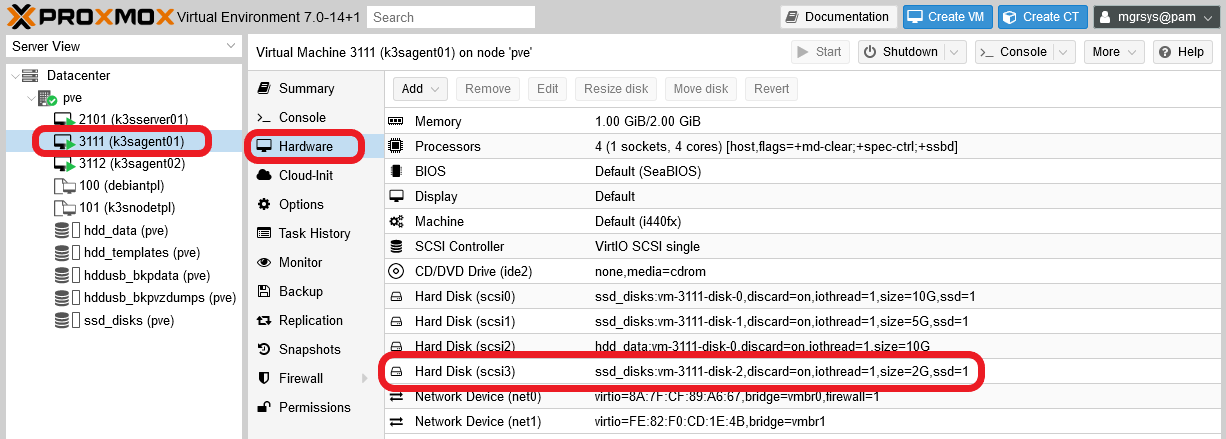 PROXMOX Virtual Environment 7.0-14+1 Search Documentation Create VM Create CT mgrsys@pam
Server View
Datacenter
pve
2101 (k3sserver01)
3111 (k3sagent01)
3112 (k3sagent02)
100 (debiantpl)
101 (k3snodetpl)
hdd_data (pve)
hdd_templates (pve)
hddusb_bkpdata (pve)
hddusb_bkpvzdumps (pve)
ssd_disks (pve)
Virtual Machine 3111 (k3sagent01) on node 'pve' Start Shutdown Console More Help
Summary
Console
Hardware
Cloud-Init
Options
Task History
Monitor
Backup
Replication
Snapshots
Firewall
Permissions
Add Remove Edit Resize disk Move disk Revert
Memory 1.00 GiB/2.00 GiB
Processors 4 (1 sockets, 4 cores) [host,flags=+md-clear;+spec-ctrl;+ssbd]
BIOS Default (SeaBIOS)
Display Default
Machine Default (i440fx)
SCSI Controller VirtIO SCSI single
CD/DVD Drive (ide2) none,media=cdrom
Hard Disk (scsi0) ssd_disks:vm-3111-disk-0,discard=on,iothread=1,size=10G,ssd=1
Hard Disk (scsi1) ssd_disks:vm-3111-disk-1,discard=on,iothread=1,size=5G,ssd=1
Hard Disk (scsi2) hdd_data:vm-3111-disk-0,discard=on,iothread=1,size=10G
Hard Disk (scsi3) ssd_disks:vm-3111-disk-2,discard=on,iothread=1,size=2G,ssd=1
Network Device (net0) virtio=8A:7F:CF:89:A6:67,bridge=vmbr0,firewall=1
Network Device (net1) virtio=FE:82:F0:CD:1E:4B,bridge=vmbr1